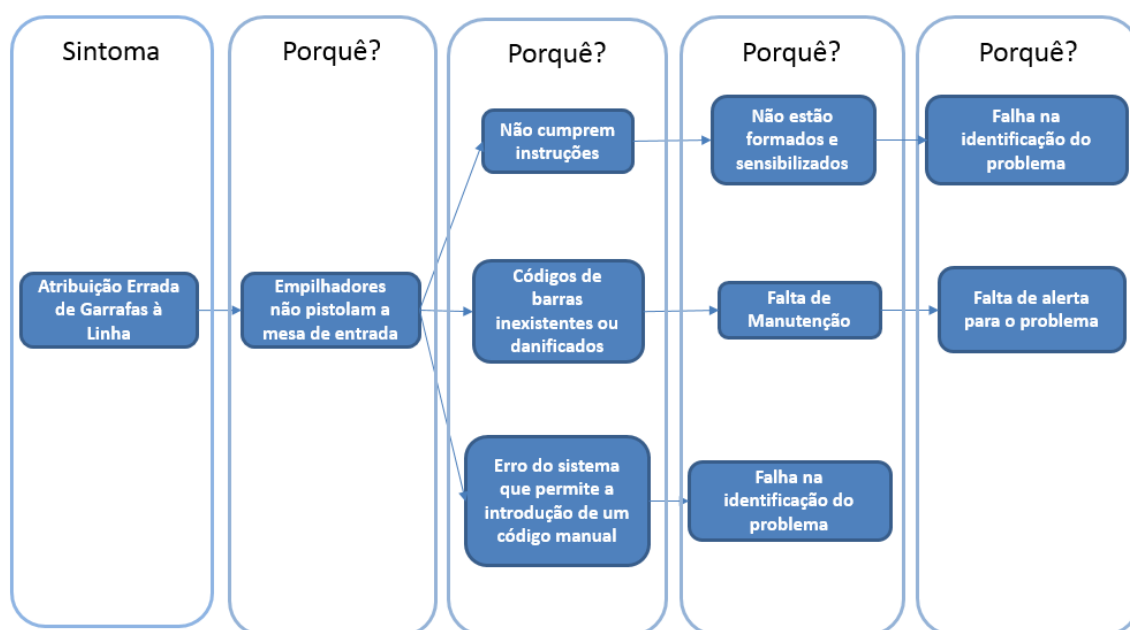 Sintoma
Porquê?
Porquê?
Porquê?
Porquê?
Atribuição Errada
de Garrafas à
Linha
Empilhadores
não pistolam a
mesa de entrada
Não cumprem
instruções
Não estão
formados e
sensibilizados
Falha na
identificação do
problema
Códigos de
barras
inexistentes ou
danificados
Falta de
Manutenção
Falta de alerta
para o problema
Erro do sistema
que permite a
introdução de um
código manual
Falha na
identificação do
problema